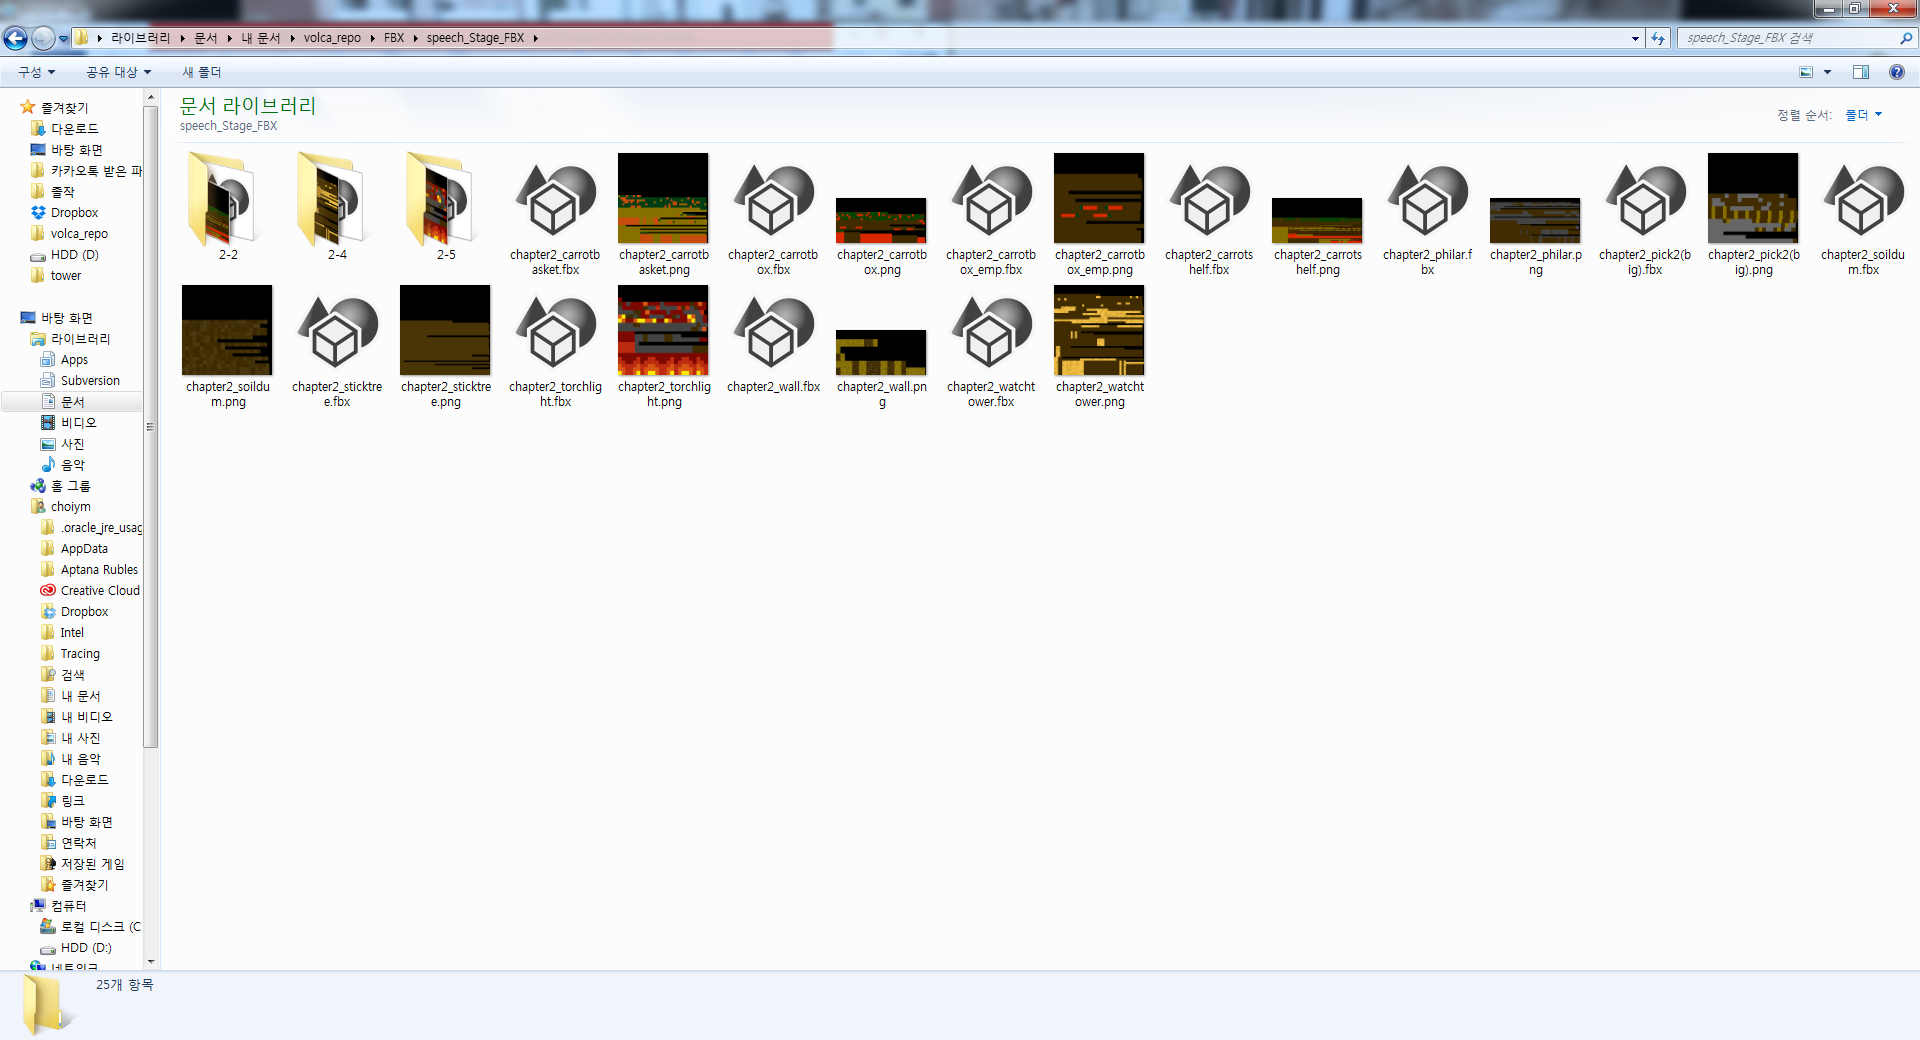 라이브러리 ▸ 문서 ▸ 내 문서 ▸ volca_repo ▸ FBX ▸ speech_Stage_FBX ▸
speech_Stage_FBX 검색
구성 공유 대상 새 폴더
문서 라이브러리
speech_Stage_FBX
정렬 순서: 폴더
즐겨찾기
다운로드
바탕 화면
카카오톡 받은 파
졸작
Dropbox
volca_repo
HDD (D)
tower
바탕 화면
라이브러리
Apps
Subversion
문서
비디오
사진
음악
홈 그룹
choiym
.oracle_jre_usag
AppData
Aptana Rubles
Creative Cloud
Dropbox
Intel
Tracing
검색
내 문서
내 비디오
내 사진
내 음악
다운로드
링크
바탕 화면
연락처
저장된 게임
즐겨찾기
컴퓨터
로컬 디스크 (C
HDD (D:)
네트워크
2-2
2-4
2-5
chapter2_carrotb
asket.fbx
chapter2_carrotb
asket.png
chapter2_carrotb
ox.fbx
chapter2_carrotb
ox.png
chapter2_carrotb
ox_emp.fbx
chapter2_carrotb
ox_emp.png
chapter2_carrots
helf.fbx
chapter2_carrots
helf.png
chapter2_philar.f
bx
chapter2_philar.p
ng
chapter2_pick2(b
ig).fbx
chapter2_pick2(b
ig).png
chapter2_soildu
m.fbx
chapter2_soildu
m.png
chapter2_sticktre
e.fbx
chapter2_sticktre
e.png
chapter2_torchlig
ht.fbx
chapter2_torchlig
ht.png
chapter2_wall.fbx
chapter2_wall.pn
g
chapter2_watcht
ower.fbx
chapter2_watcht
ower.png
25개 항목